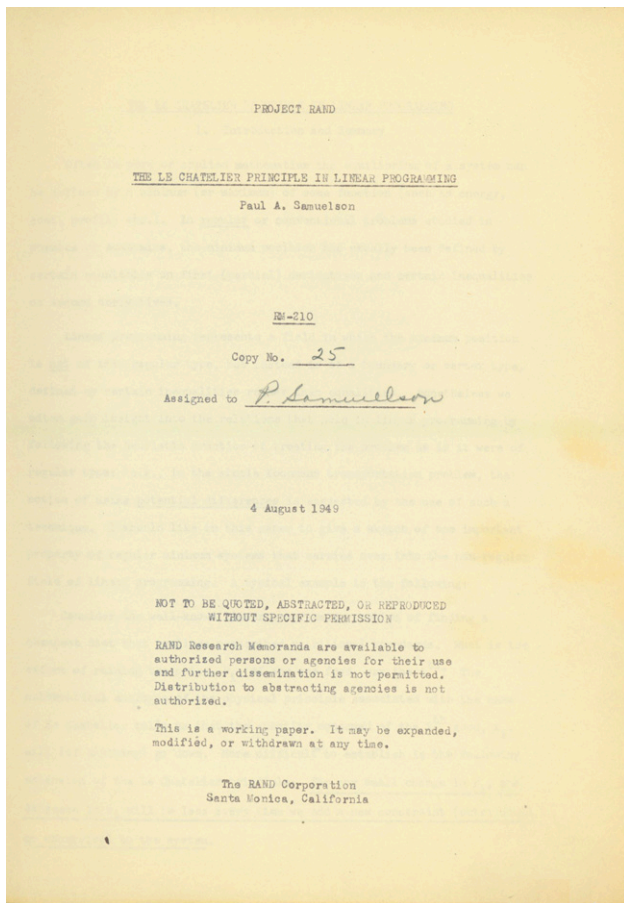 PROJECT RAND
THE LE CHATELIER PRINCIPLE IN LINEAR PROGRAMMING
Paul A. Samuelson
RM-210
Copy No. 25
Assigned to P. Samuelson
4 August 1949
NOT TO BE QUOTED, ABSTRACTED, OR REPRODUCED
WITHOUT SPECIFIC PERMISSION
RAND Research Memoranda are available to
authorized persons or agencies for their use
and further dissemination is not permitted.
Distribution to abstracting agencies is not
authorized.
This is a working paper. It may be expanded,
modified, or withdrawn at any time.
The RAND Corporation
Santa Monica, California